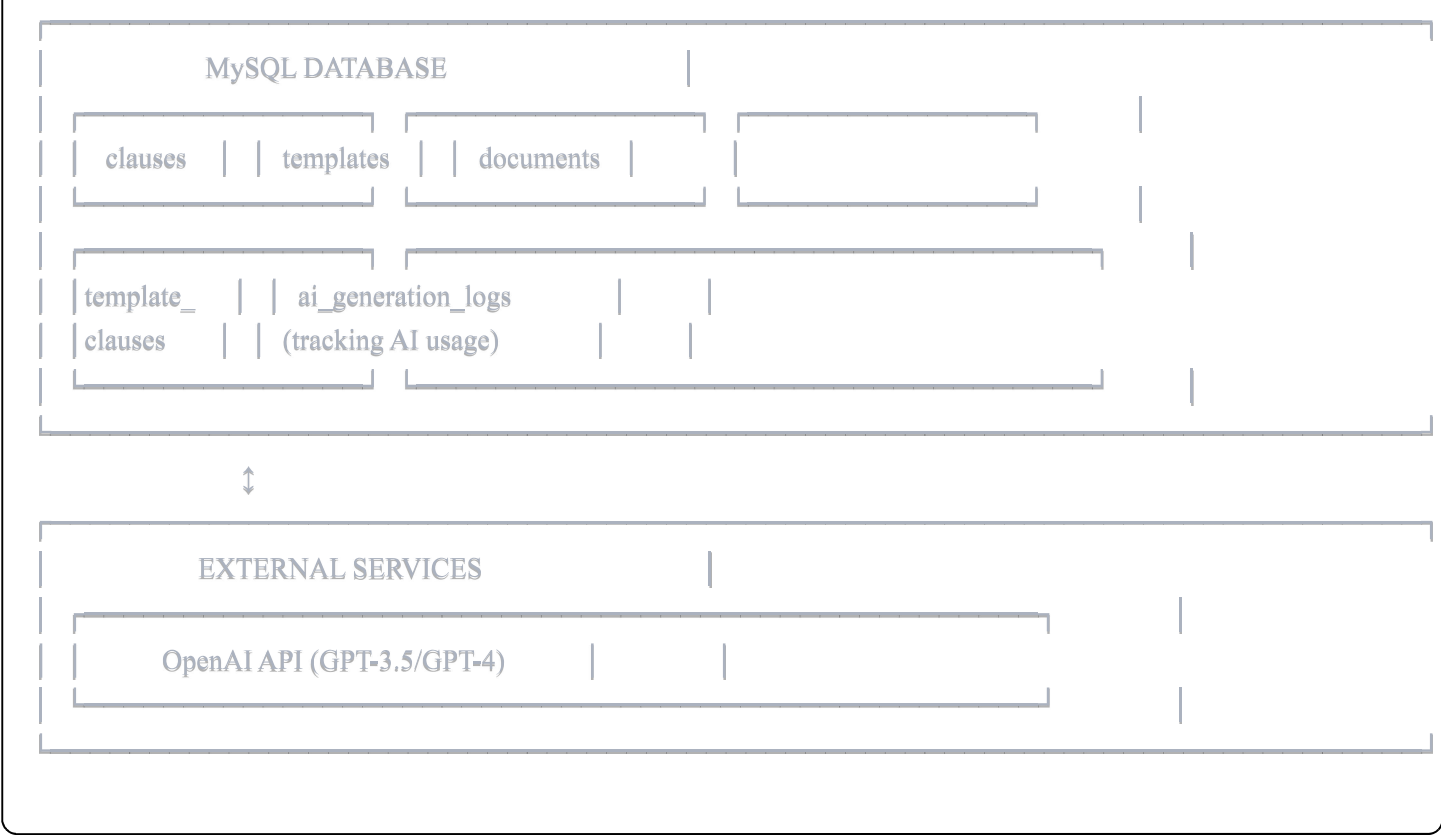 MySQL DATABASE
clauses templates documents
template_ ai_generation_logs
clauses (tracking AI usage)
↕
EXTERNAL SERVICES
OpenAI API (GPT-3.5/GPT-4)